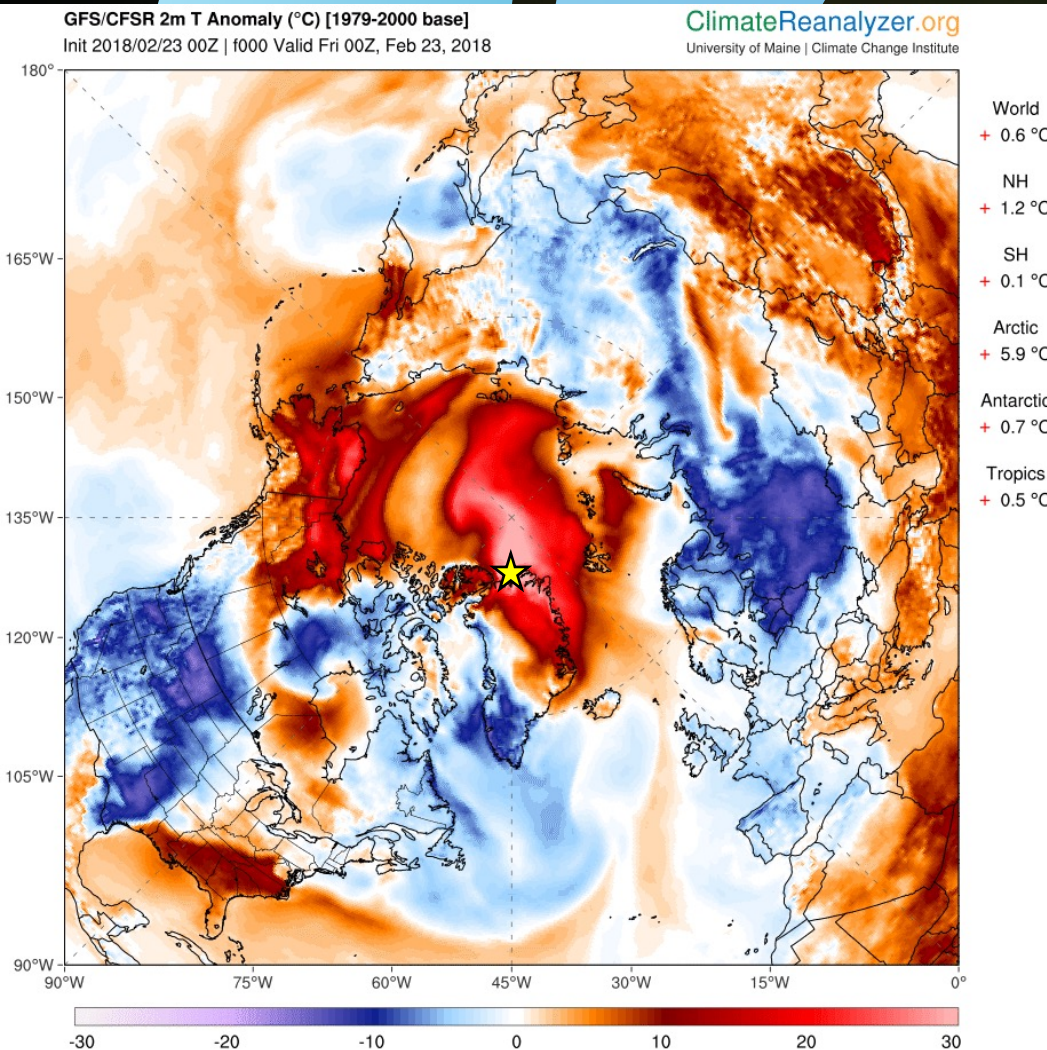 GFS/CFSR 2m T Anomaly (°C) [1979-2000 base]
Init 2018/02/23 00Z | f000 Valid Fri 00Z, Feb 23, 2018
ClimateReanalyzer.org
University of Maine | Climate Change Institute
180°
165°W
150°W
135°W
120°W
105°W
90°W
90°W 75°W 60°W 45°W 30°W 15°W 0°
World
+ 0.6 °C
NH
+ 1.2 °C
SH
+ 0.1 °C
Arctic
+ 5.9 °C
Antarctic
+ 0.7 °C
Tropics
+ 0.5 °C
-30 -20 -10 0 10 20 30